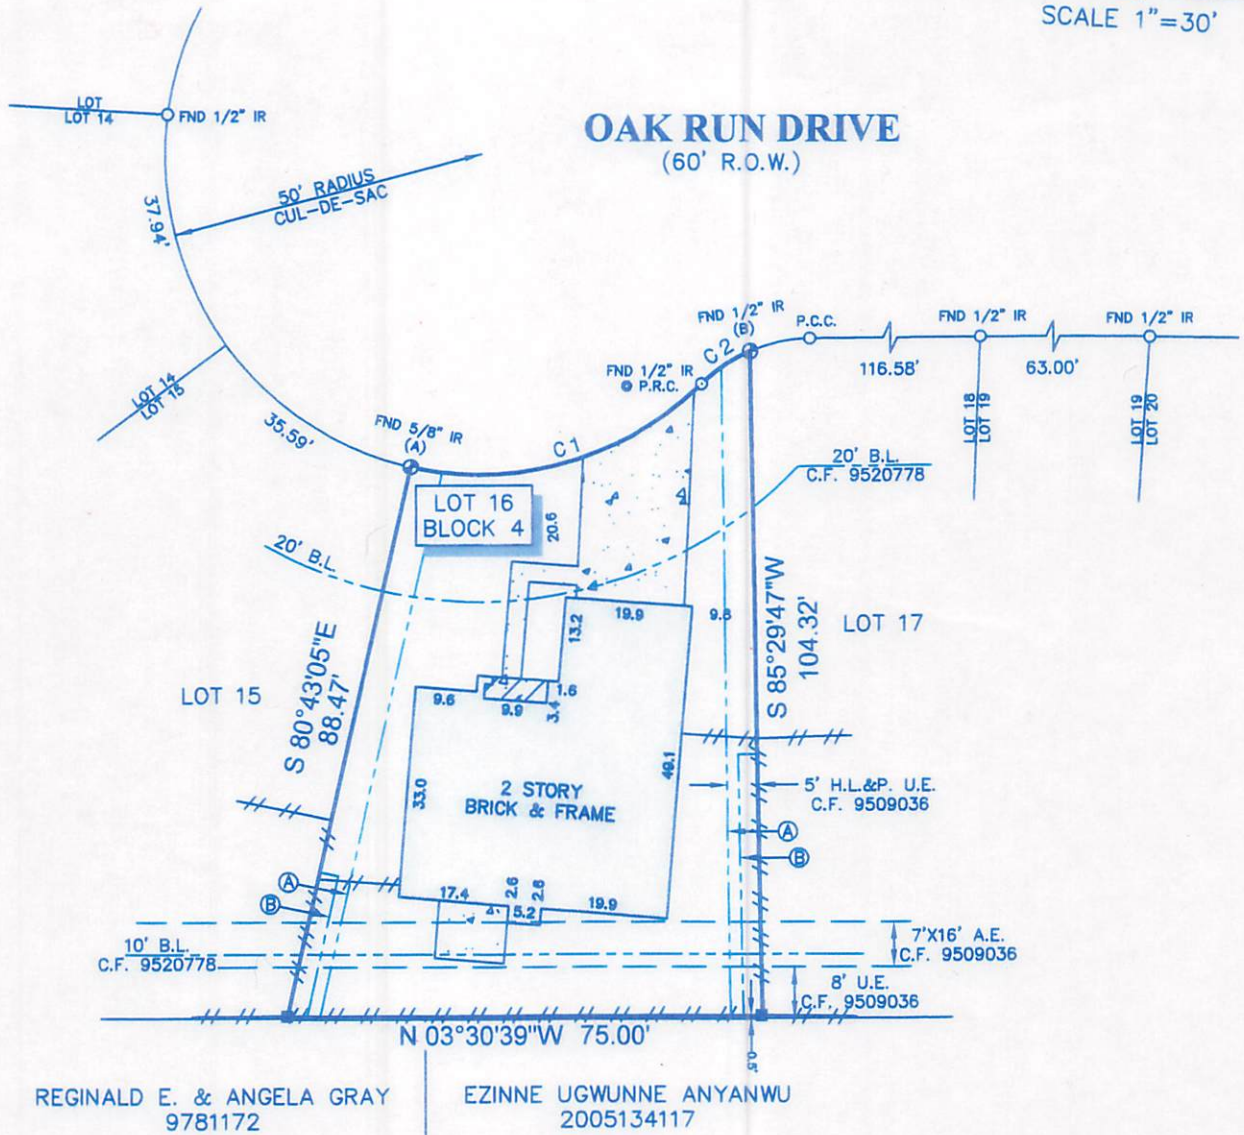 SCALE 1"=30'
OAK RUN DRIVE
(60' R.O.W.)
LOT
LOT 14
FND 1/2" IR
50' RADIUS
CUL-DE-SAC
37.94'
LOT 14
LOT 15
35.59'
FND 5/8" IR
(A)
C1
FND 1/2" IR
P.R.C.
C2
FND 1/2" IR
(B)
P.C.C.
116.58'
FND 1/2" IR
63.00'
FND 1/2" IR
LOT 18
LOT 19
LOT 19
LOT 20
LOT 16
BLOCK 4
20.6
20' B.L.
C.F. 9520778
20' B.L.
19.9
9.8
13.2
S 80°43'05"E
88.47'
S 85°29'47"W
104.32'
LOT 17
LOT 15
9.6
9.9
1.6
3.4
33.0
49.1
2 STORY
BRICK & FRAME
5' H.L.&P. U.E.
C.F. 9509036
A
B
A
B
17.4
2.6
2.6
5.2
19.9
10' B.L.
C.F. 9520778
7'X16' A.E.
C.F. 9509036
8' U.E.
C.F. 9509036
N 03°30'39"W 75.00'
0.5'
REGINALD E. & ANGELA GRAY
9781172
EZINNE UGWUNNE ANYANWU
2005134117